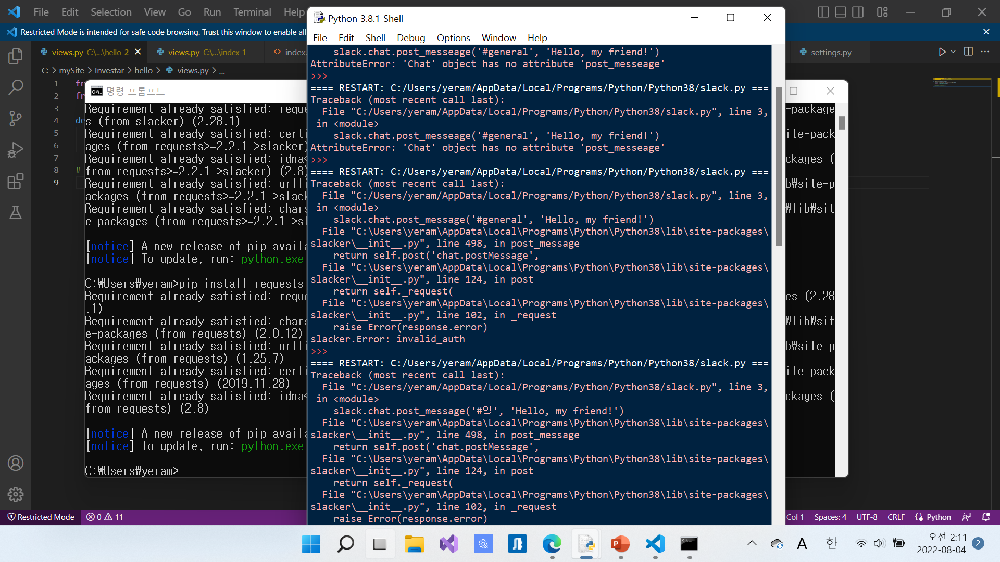 File Edit Selection View Go Run Terminal Help
Restricted Mode is intended for safe code browsing. Trust this window to enable all
views.py C:\...\hello 2
views.py C:\...\index 1
index.
settings.py
C: > mySite > Investar > hello > views.py > ...
1 fr
2 fr
3
4 de
5
6
7
8 #
9
명령 프롬프트
Requirement already satisfied: reque
s (from slacker) (2.28.1)
Requirement already satisfied: certi
ages (from requests>=2.2.1->slacker)
Requirement already satisfied: idna<
from requests>=2.2.1->slacker) (2.8)
Requirement already satisfied: urlli
ackages (from requests>=2.2.1->slack
Requirement already satisfied: chars
e-packages (from requests>=2.2.1->sl
[notice] A new release of pip availa
[notice] To update, run: python.exe
C:₩Users₩yeram>pip install requests
Requirement already satisfied: reque
.1)
Requirement already satisfied: chars
e-packages (from requests) (2.0.12)
Requirement already satisfied: urlli
ackages (from requests) (1.25.7)
Requirement already satisfied: certi
ages (from requests) (2019.11.28)
Requirement already satisfied: idna<
from requests) (2.8)
[notice] A new release of pip availa
[notice] To update, run: python.exe
C:₩Users₩yeram>
Python 3.8.1 Shell
File Edit Shell Debug Options Window Help
slack.chat.post_messeage('#general', 'Hello, my friend!')
AttributeError: 'Chat' object has no attribute 'post_messeage'
>>>
==== RESTART: C:/Users/yeram/AppData/Local/Programs/Python/Python38/slack.py ===
Traceback (most recent call last):
File "C:/Users/yeram/AppData/Local/Programs/Python/Python38/slack.py", line 3,
in <module>
slack.chat.post_messeage('#general', 'Hello, my friend!')
AttributeError: 'Chat' object has no attribute 'post_messeage'
>>>
==== RESTART: C:/Users/yeram/AppData/Local/Programs/Python/Python38/slack.py ===
Traceback (most recent call last):
File "C:/Users/yeram/AppData/Local/Programs/Python/Python38/slack.py", line 3,
in <module>
slack.chat.post_message('#general', 'Hello, my friend!')
File "C:\Users\yeram\AppData\Local\Programs\Python\Python38\lib\site-packages\
slacker\__init__.py", line 498, in post_message
return self.post('chat.postMessage',
File "C:\Users\yeram\AppData\Local\Programs\Python\Python38\lib\site-packages\
slacker\__init__.py", line 124, in post
return self._request(
File "C:\Users\yeram\AppData\Local\Programs\Python\Python38\lib\site-packages\
slacker\__init__.py", line 102, in _request
raise Error(response.error)
slacker.Error: invalid_auth
>>>
==== RESTART: C:/Users/yeram/AppData/Local/Programs/Python/Python38/slack.py ===
Traceback (most recent call last):
File "C:/Users/yeram/AppData/Local/Programs/Python/Python38/slack.py", line 3,
in <module>
slack.chat.post_message('#일', 'Hello, my friend!')
File "C:\Users\yeram\AppData\Local\Programs\Python\Python38\lib\site-packages\
slacker\__init__.py", line 498, in post_message
return self.post('chat.postMessage',
File "C:\Users\yeram\AppData\Local\Programs\Python\Python38\lib\site-packages\
slacker\__init__.py", line 124, in post
return self._request(
File "C:\Users\yeram\AppData\Local\Programs\Python\Python38\lib\site-packages\
slacker\__init__.py", line 102, in _request
raise Error(response.error)
-package
ite-pack
ckages (
b₩site-p
₩lib₩sit
es (2.28
₩lib₩sit
b₩site-p
ite-pack
ckages (
Restricted Mode 0 11
Col 1 Spaces: 4 UTF-8 CRLF Python
A 한
오전 2:11
2022-08-04
2